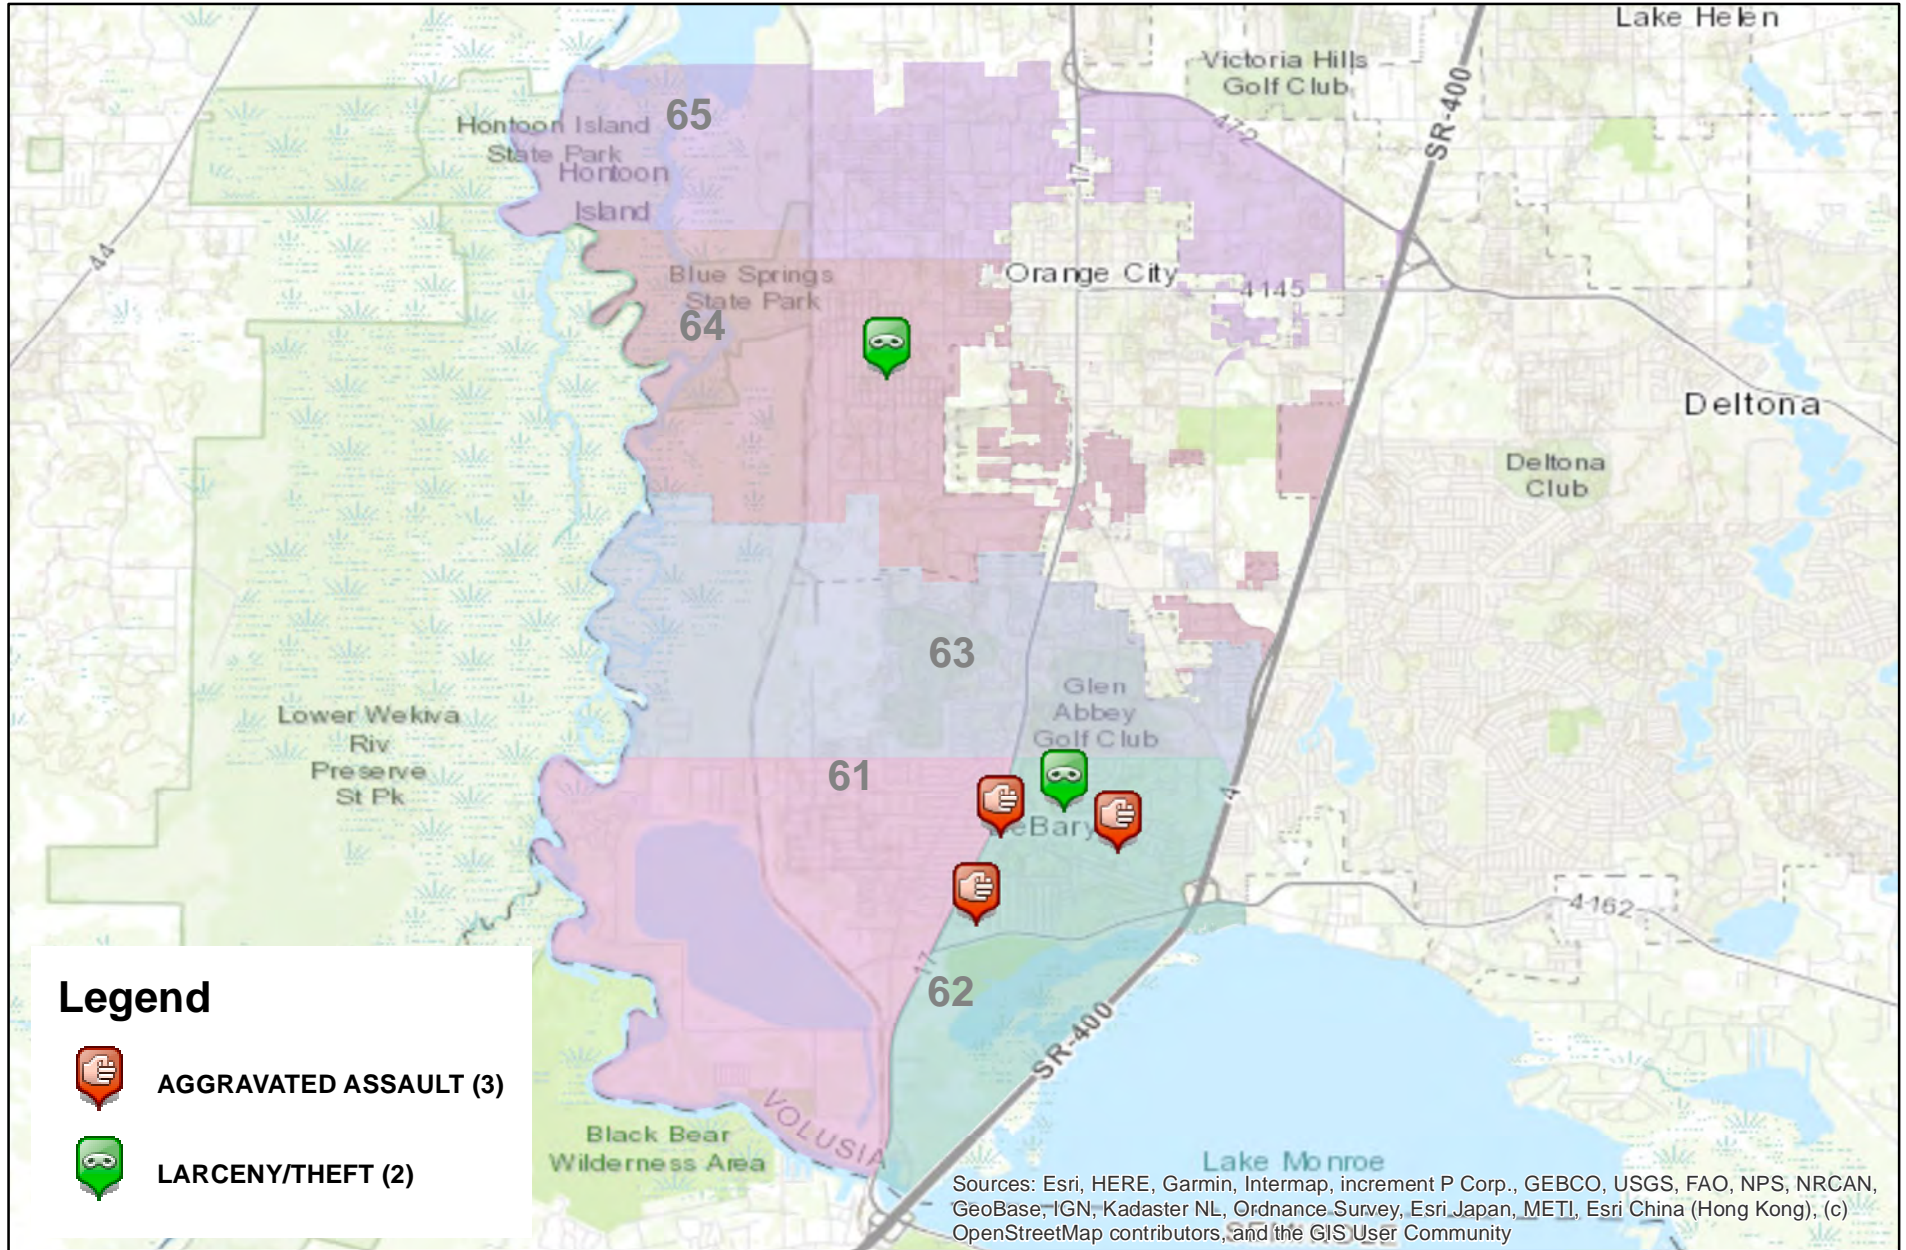 Lake Helen
Victoria Hills
Golf Club
SR-400
472
65
Hontoon Island
State Park
Hontoon
Island
17
44
Orange City
4145
Blue Springs
State Park
64
Deltona
Deltona
Club
63
Glen
Abbey
Golf Club
Lower Wekiva
Riv
Preserve
St Pk
61
4
eBary
4162
17
62
SR-400
Legend
AGGRAVATED ASSAULT (3)
LARCENY/THEFT (2)
VOLUSIA
Black Bear
Wilderness Area
Lake Monroe
Sources: Esri, HERE, Garmin, Intermap, increment P Corp., GEBCO, USGS, FAO, NPS, NRCAN,
GeoBase, IGN, Kadaster NL, Ordnance Survey, Esri Japan, METI, Esri China (Hong Kong), (c)
OpenStreetMap contributors, and the GIS User Community